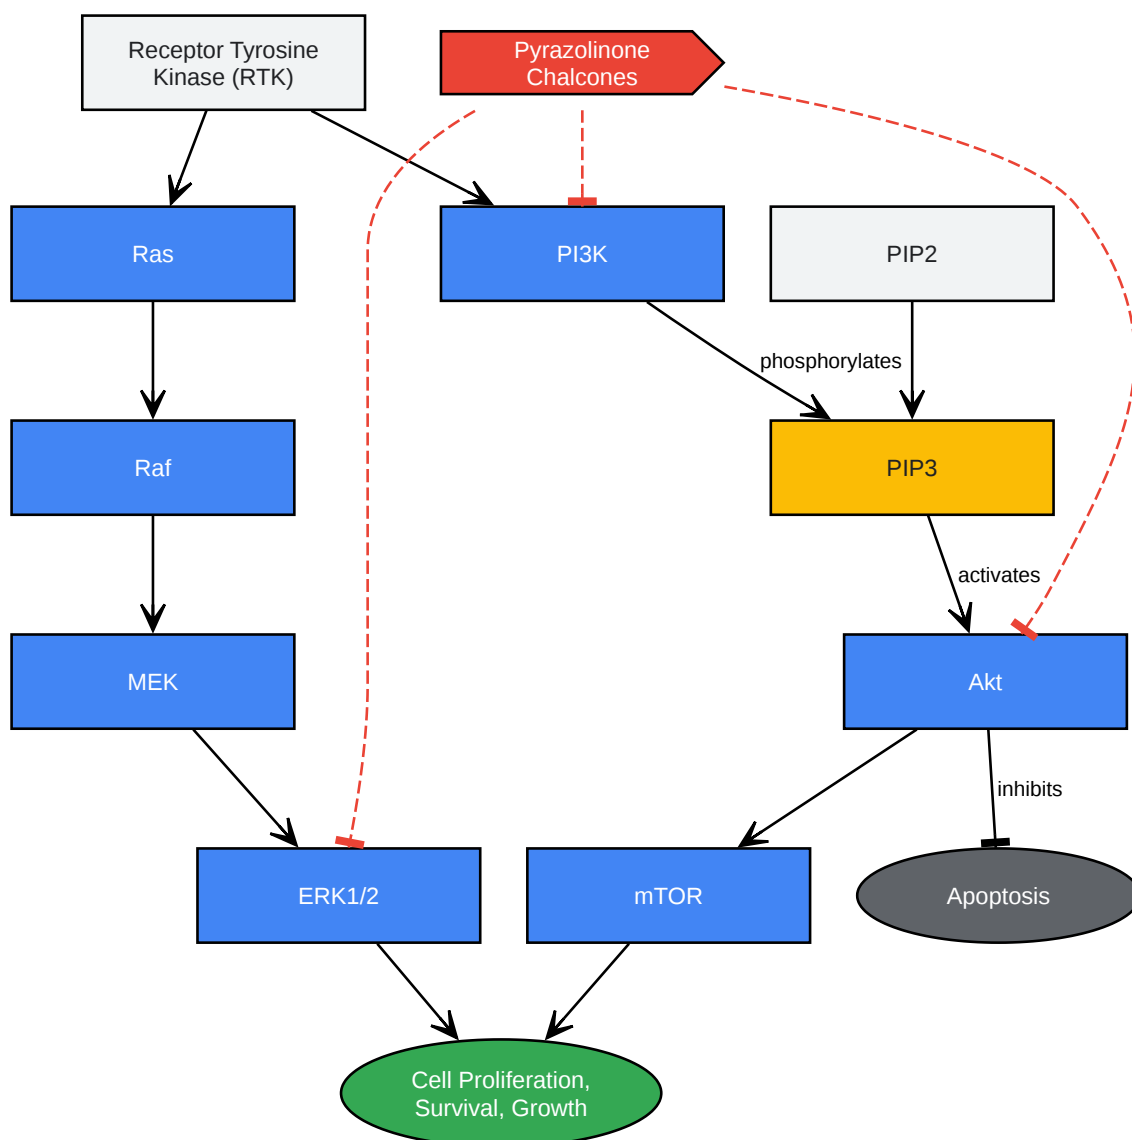 Receptor Tyrosine
Kinase (RTK)
Pyrazolinone
Chalcones
Ras
PI3K
PIP2
phosphorylates
Raf
PIP3
activates
MEK
Akt
inhibits
ERK1/2
mTOR
Apoptosis
Cell Proliferation,
Survival, Growth